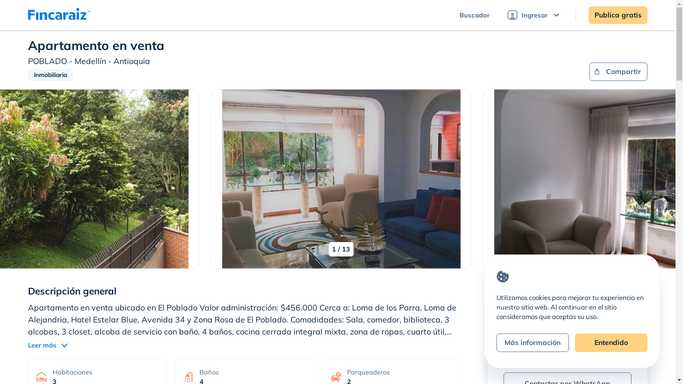 Fincaraiz
Buscador
Ingresar
Publica gratis
Apartamento en venta
POBLADO - Medellín - Antioquia
Inmobiliaria
Compartir
1 / 13
Descripción general
Apartamento en venta ubicado en El Poblado Valor administración: $456.000 Cerca a: Loma de los Parra, Loma de
Alejandría, Hotel Estelar Blue, Avenida 34 y Zona Rosa de El Poblado. Comodidades: Sala, comedor, biblioteca, 3
alcobas, 3 closet, alcoba de servicio con baño, 4 baños, cocina cerrada integral mixta, zona de ropas, cuarto útil,...
Leer más
Habitaciones
3
Baños
4
Parqueaderos
2
Utilizamos cookies para mejorar tu experiencia en
nuestro sitio web. Al continuar en el sitio
consideramos que aceptas su uso.
Más información
Entendido
Contactar por WhatsApp